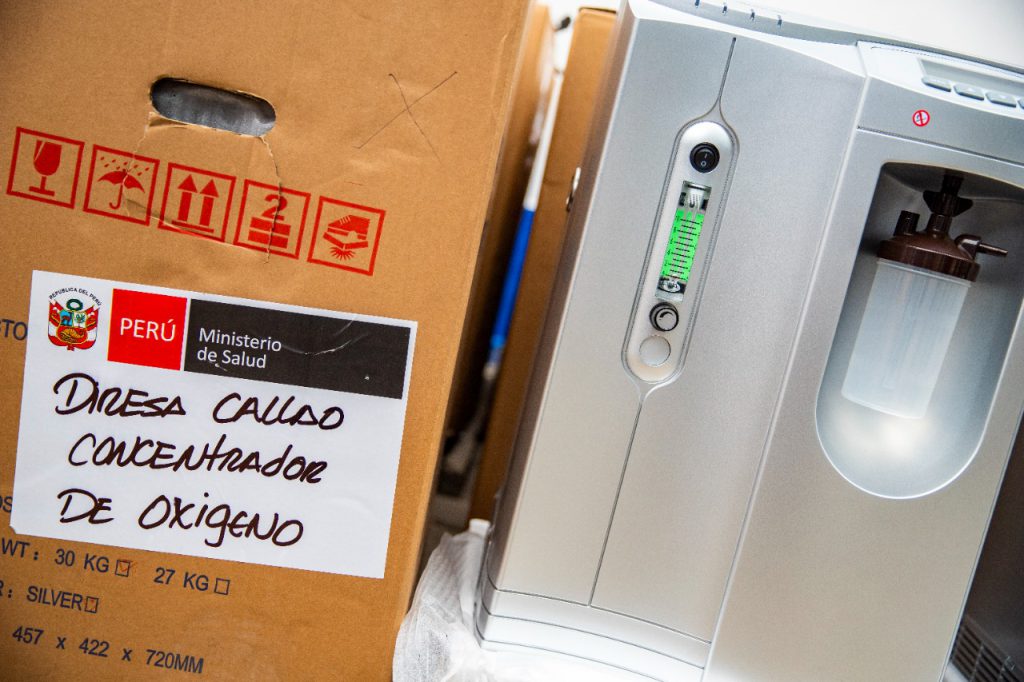 2
REPÚBLICA DEL PERÚ
PERÚ
Ministerio
de Salud
DIRESA CALLAO
CONCENTRADOR
DE OXIGENO
WT: 30 KG 27 KG
: SILVER
457 x 422 x 720MM